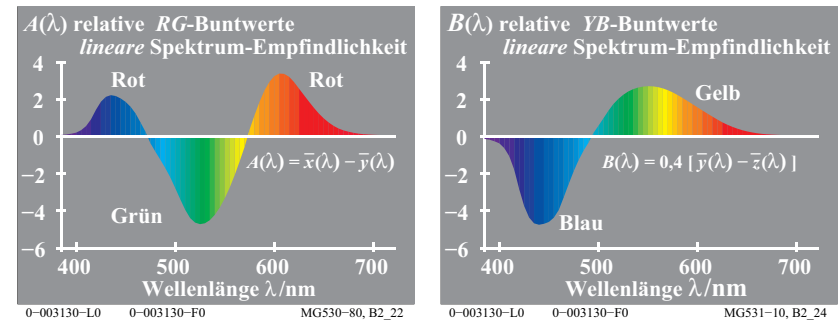 A(λ) relative RG-Buntwerte
lineare Spektrum-Empfindlichkeit
4
Rot
Rot
2
0
A(λ) = x̄(λ) − ȳ(λ)
−2
−4
Grün
−6
400
500
600
700
Wellenlänge λ/nm
0−003130−L0
0−003130−F0
MG530−80, B2_22
B(λ) relative YB-Buntwerte
lineare Spektrum-Empfindlichkeit
4
Gelb
2
0
B(λ) = 0,4 [ ȳ(λ) − z̄(λ) ]
−2
−4
Blau
−6
400
500
600
700
Wellenlänge λ/nm
0−003130−L0
0−003130−F0
MG531−10, B2_24